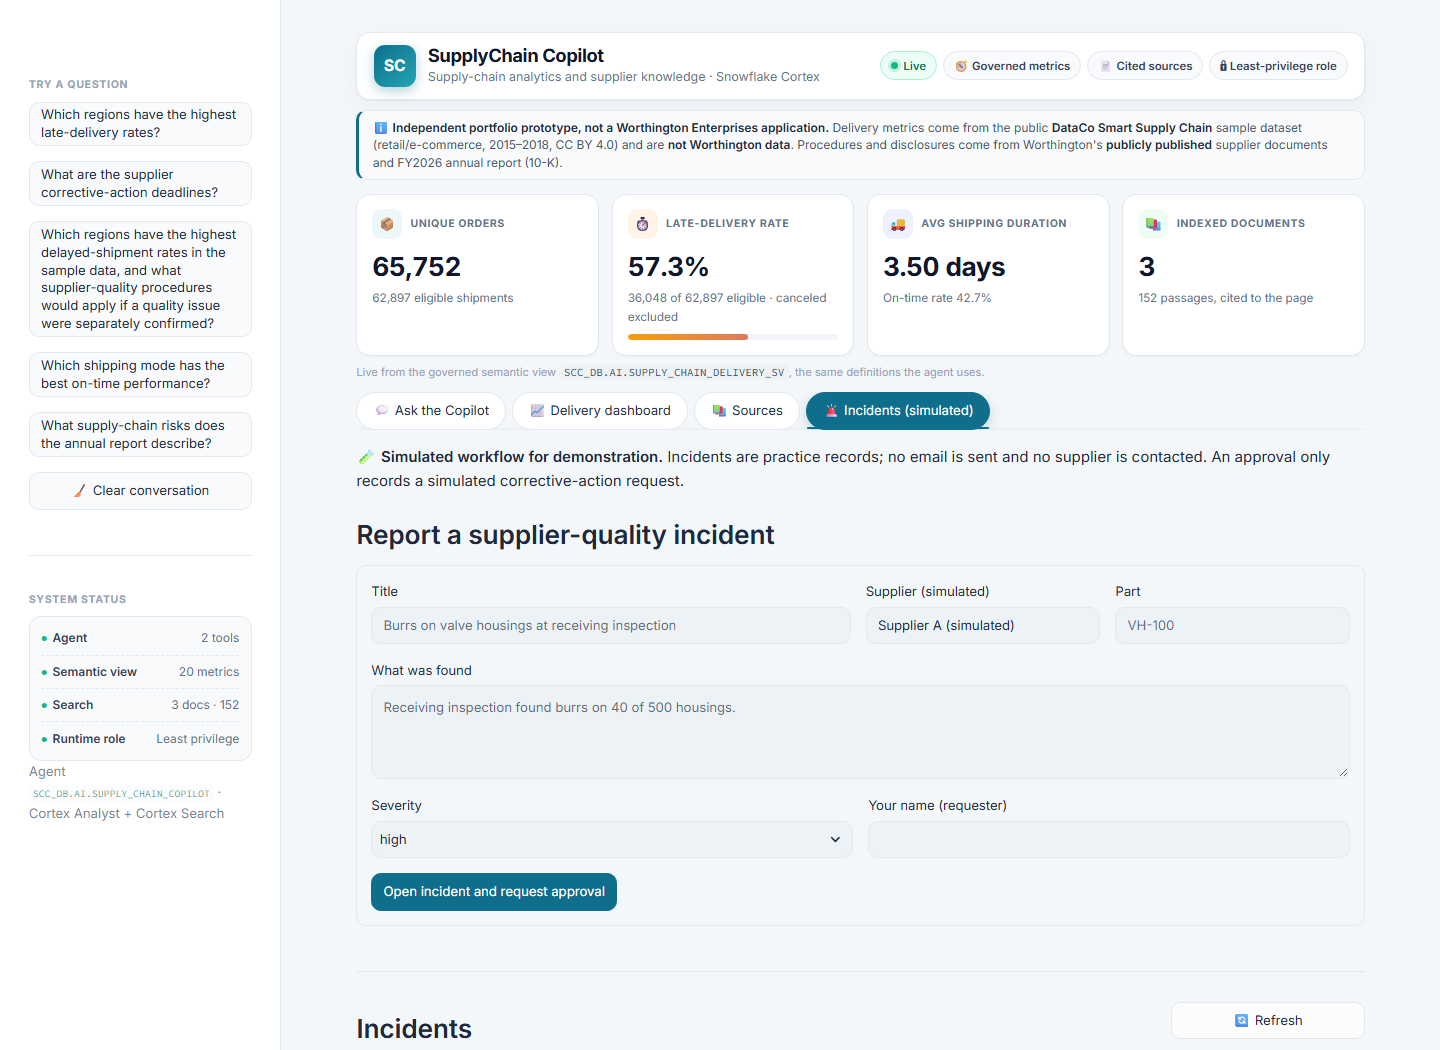 TRY A QUESTION
Which regions have the highest
late-delivery rates?
What are the supplier
corrective-action deadlines?
Which regions have the highest
delayed-shipment rates in the
sample data, and what
supplier-quality procedures
would apply if a quality issue
were separately confirmed?
Which shipping mode has the
best on-time performance?
What supply-chain risks does
the annual report describe?
Clear conversation
SYSTEM STATUS
Agent 2 tools
Semantic view 20 metrics
Search 3 docs · 152
Runtime role Least privilege
Agent
SCC_DB.AI.SUPPLY_CHAIN_COPILOT ·
Cortex Analyst + Cortex Search
SC
SupplyChain Copilot
Supply-chain analytics and supplier knowledge · Snowflake Cortex
Live
Governed metrics
Cited sources
Least-privilege role
Independent portfolio prototype, not a Worthington Enterprises application. Delivery metrics come from the public DataCo Smart Supply Chain sample dataset
(retail/e-commerce, 2015–2018, CC BY 4.0) and are not Worthington data. Procedures and disclosures come from Worthington's publicly published supplier documents
and FY2026 annual report (10-K).
UNIQUE ORDERS
65,752
62,897 eligible shipments
LATE-DELIVERY RATE
57.3%
36,048 of 62,897 eligible · canceled
excluded
AVG SHIPPING DURATION
3.50 days
On-time rate 42.7%
INDEXED DOCUMENTS
3
152 passages, cited to the page
Live from the governed semantic view SCC_DB.AI.SUPPLY_CHAIN_DELIVERY_SV , the same definitions the agent uses.
Ask the Copilot
Delivery dashboard
Sources
Incidents (simulated)
Simulated workflow for demonstration. Incidents are practice records; no email is sent and no supplier is contacted. An approval only
records a simulated corrective-action request.
Report a supplier-quality incident
Title
Burrs on valve housings at receiving inspection
Supplier (simulated)
Supplier A (simulated)
Part
VH-100
What was found
Receiving inspection found burrs on 40 of 500 housings.
Severity
high
Your name (requester)
Open incident and request approval
Incidents
Refresh